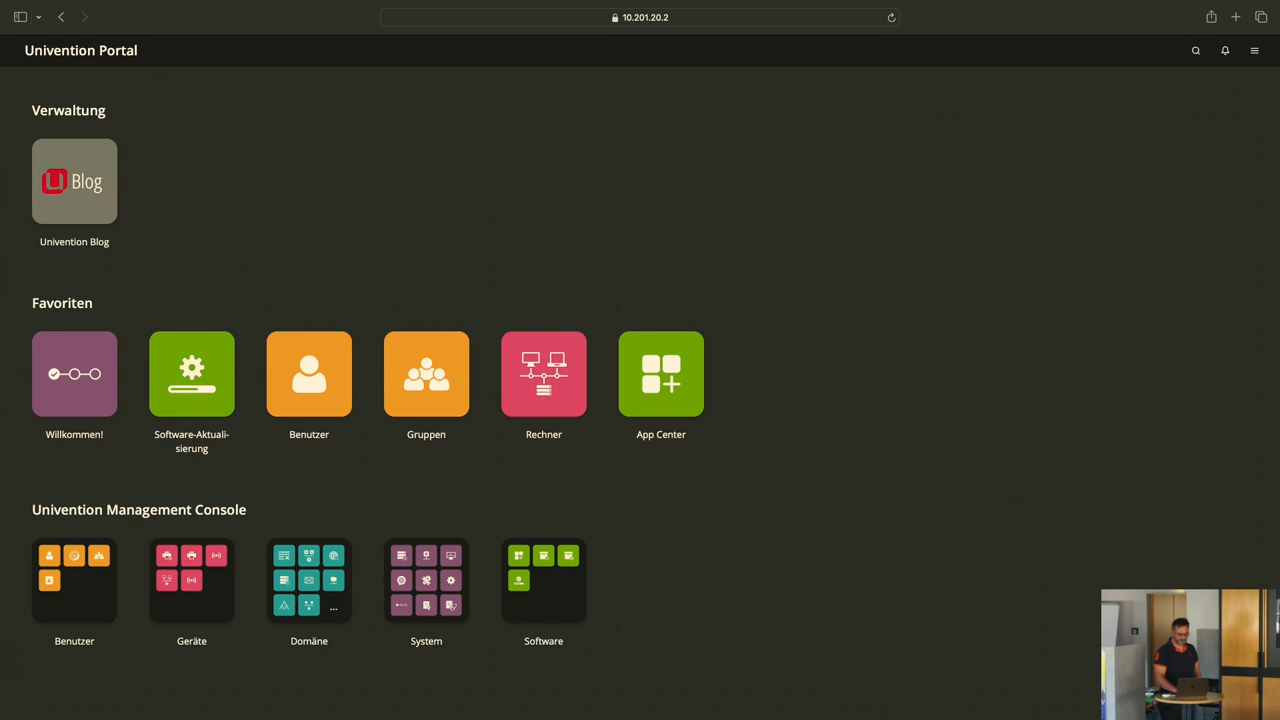 10.201.20.2
Univention Portal
Verwaltung
Blog
Univention Blog
Favoriten
Willkommen!
Software-Aktuali-
sierung
Benutzer
Gruppen
Rechner
App Center
Univention Management Console
...
Benutzer
Geräte
Domäne
System
Software